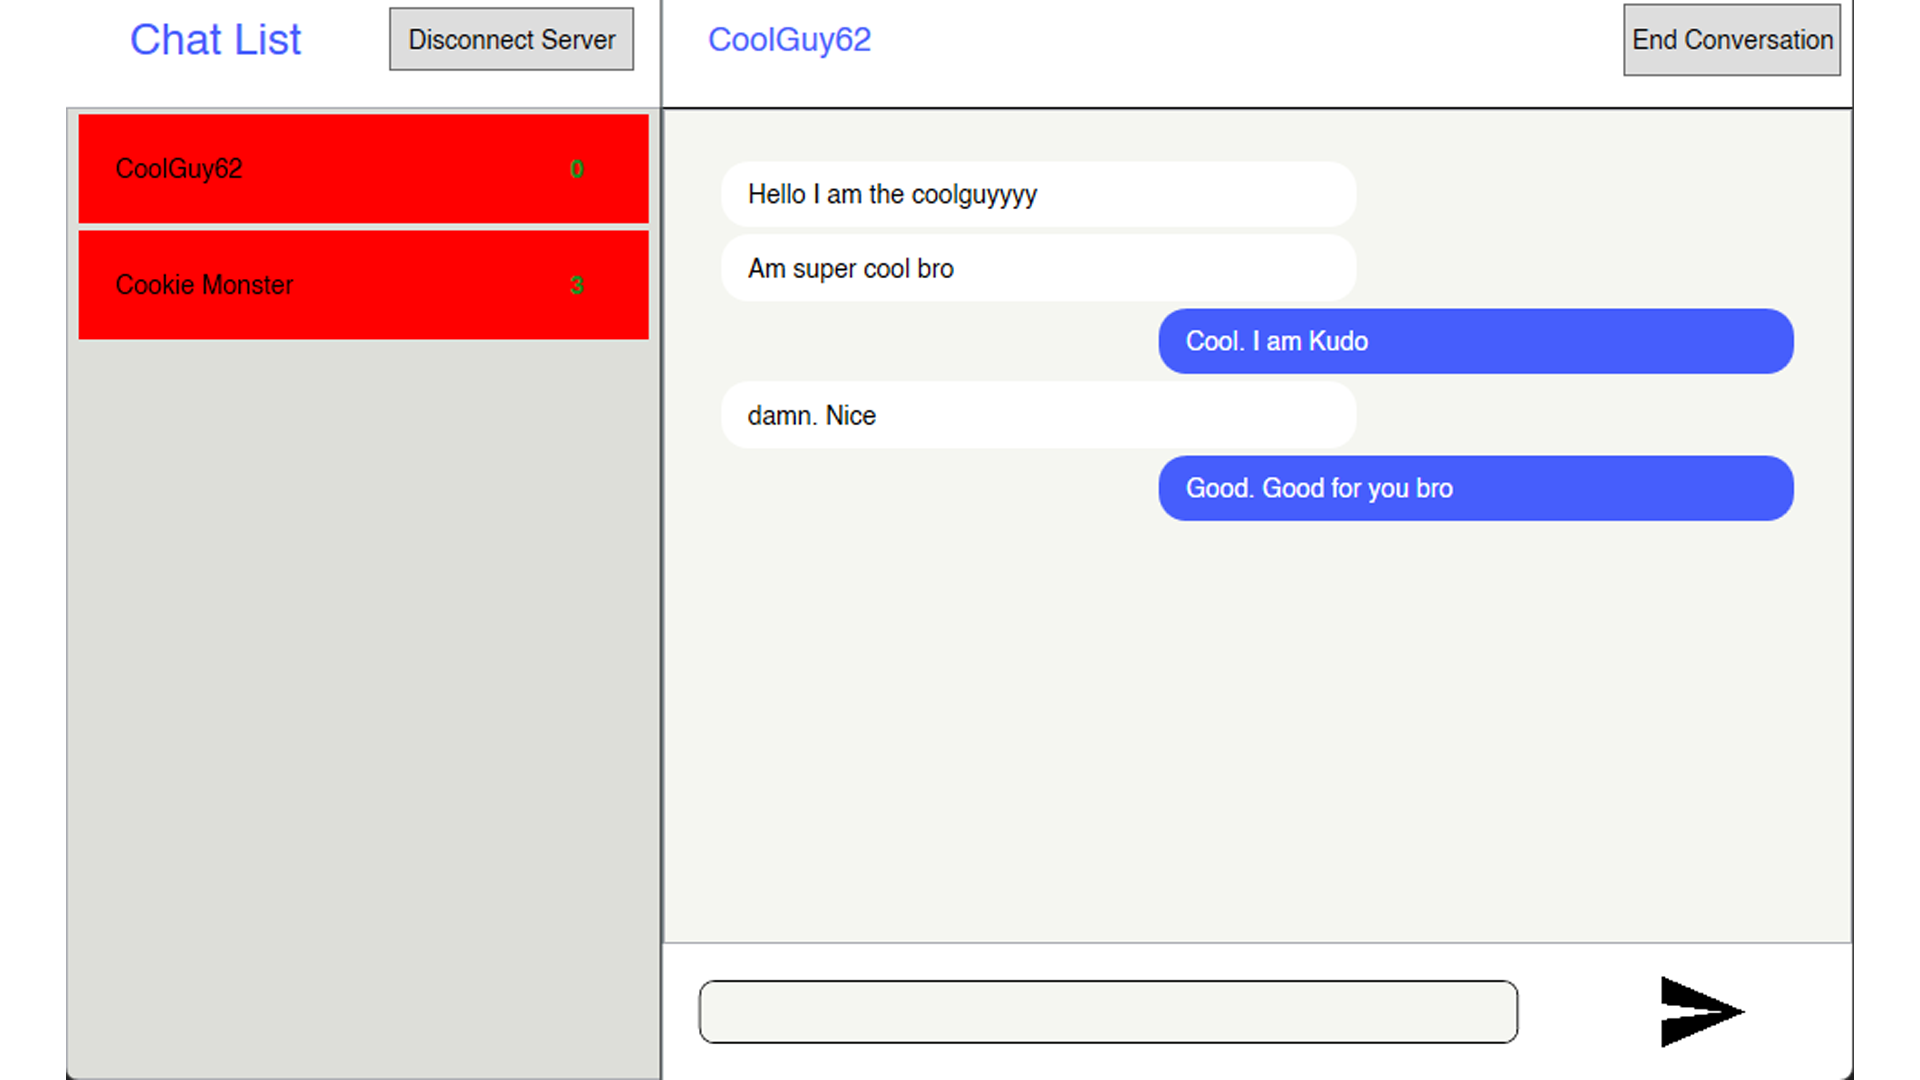 Chat List
Disconnect Server
CoolGuy62
End Conversation
CoolGuy62 0
Cookie Monster 3
Hello I am the coolguyyyy
Am super cool bro
Cool. I am Kudo
damn. Nice
Good. Good for you bro